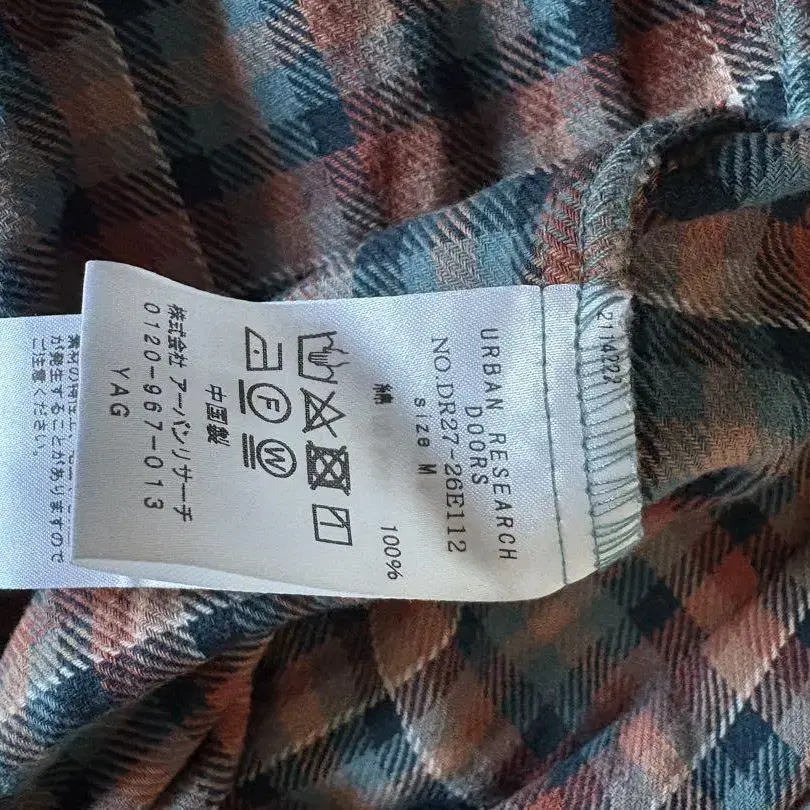 URBAN RESEARCH
DOORS
NO.DR27-26E112
size M
綿 100%
F
W
中国製
株式会社 アーバンリサーチ
0120-967-013
YAG
が発生することがありますので
ご注意ください。